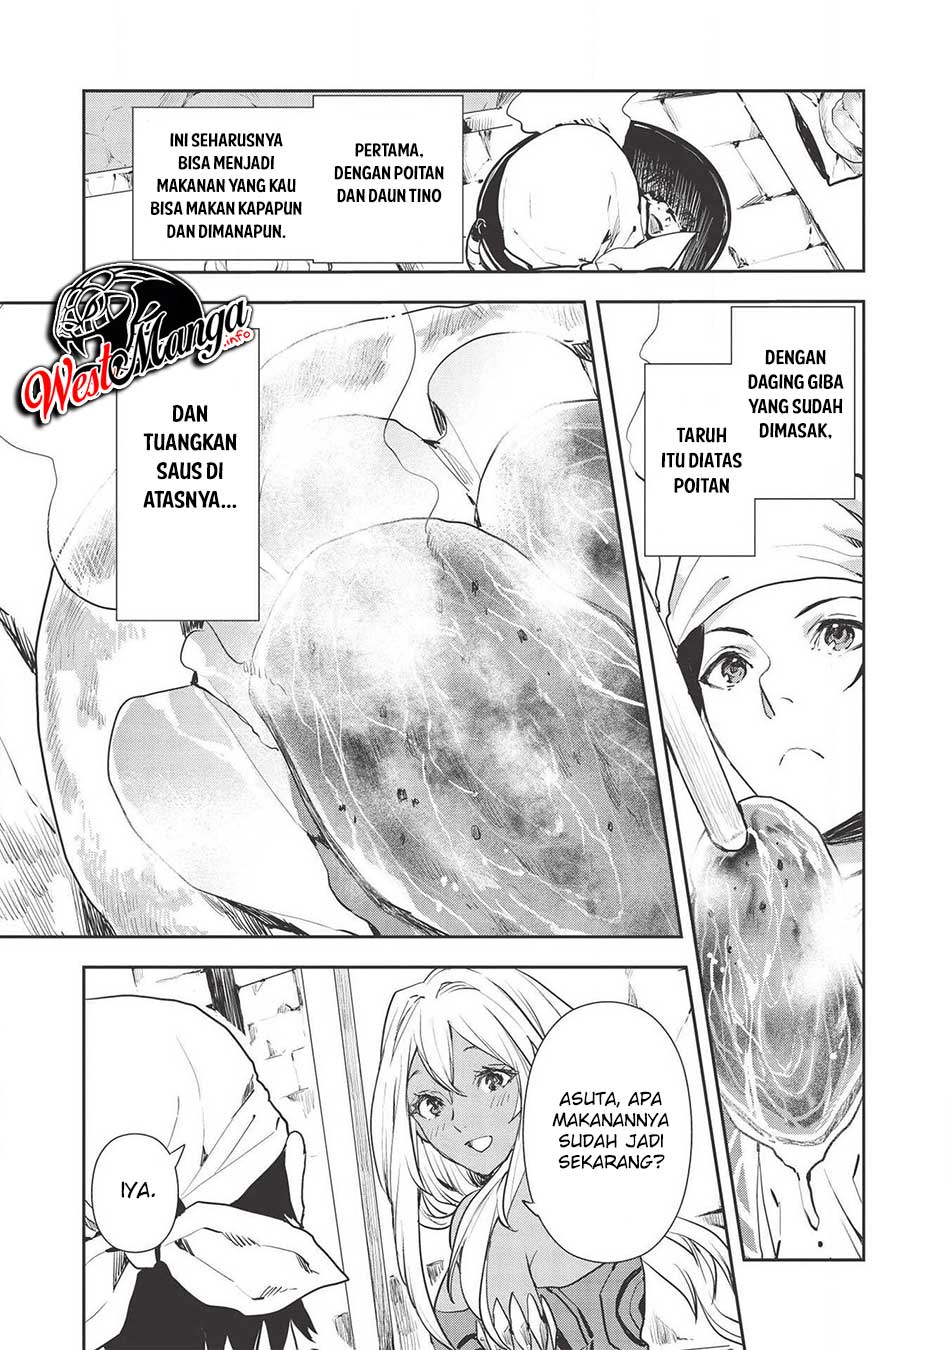 PERTAMA,
DENGAN POITAN
DAN DAUN TINO
INI SEHARUSNYA
BISA MENJADI
MAKANAN YANG KAU
BISA MAKAN KAPAPUN
DAN DIMANAPUN.
DENGAN
DAGING GIBA
YANG SUDAH
DIMASAK,
TARUH
ITU DIATAS
POITAN
WestManga
.info
DAN
TUANGKAN
SAUS DI
ATASNYA...
ASUTA, APA
MAKANANNYA
SUDAH JADI
SEKARANG?
IYA.